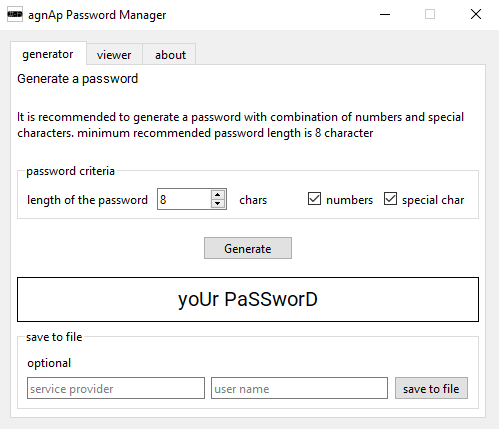 agnAp Password Manager
generator viewer about
Generate a password
It is recommended to generate a password with combination of numbers and special
characters. minimum recommended password length is 8 character
password criteria
length of the password 8 chars numbers special char
Generate
yoUr PaSSworD
save to file
optional
service provider user name save to file